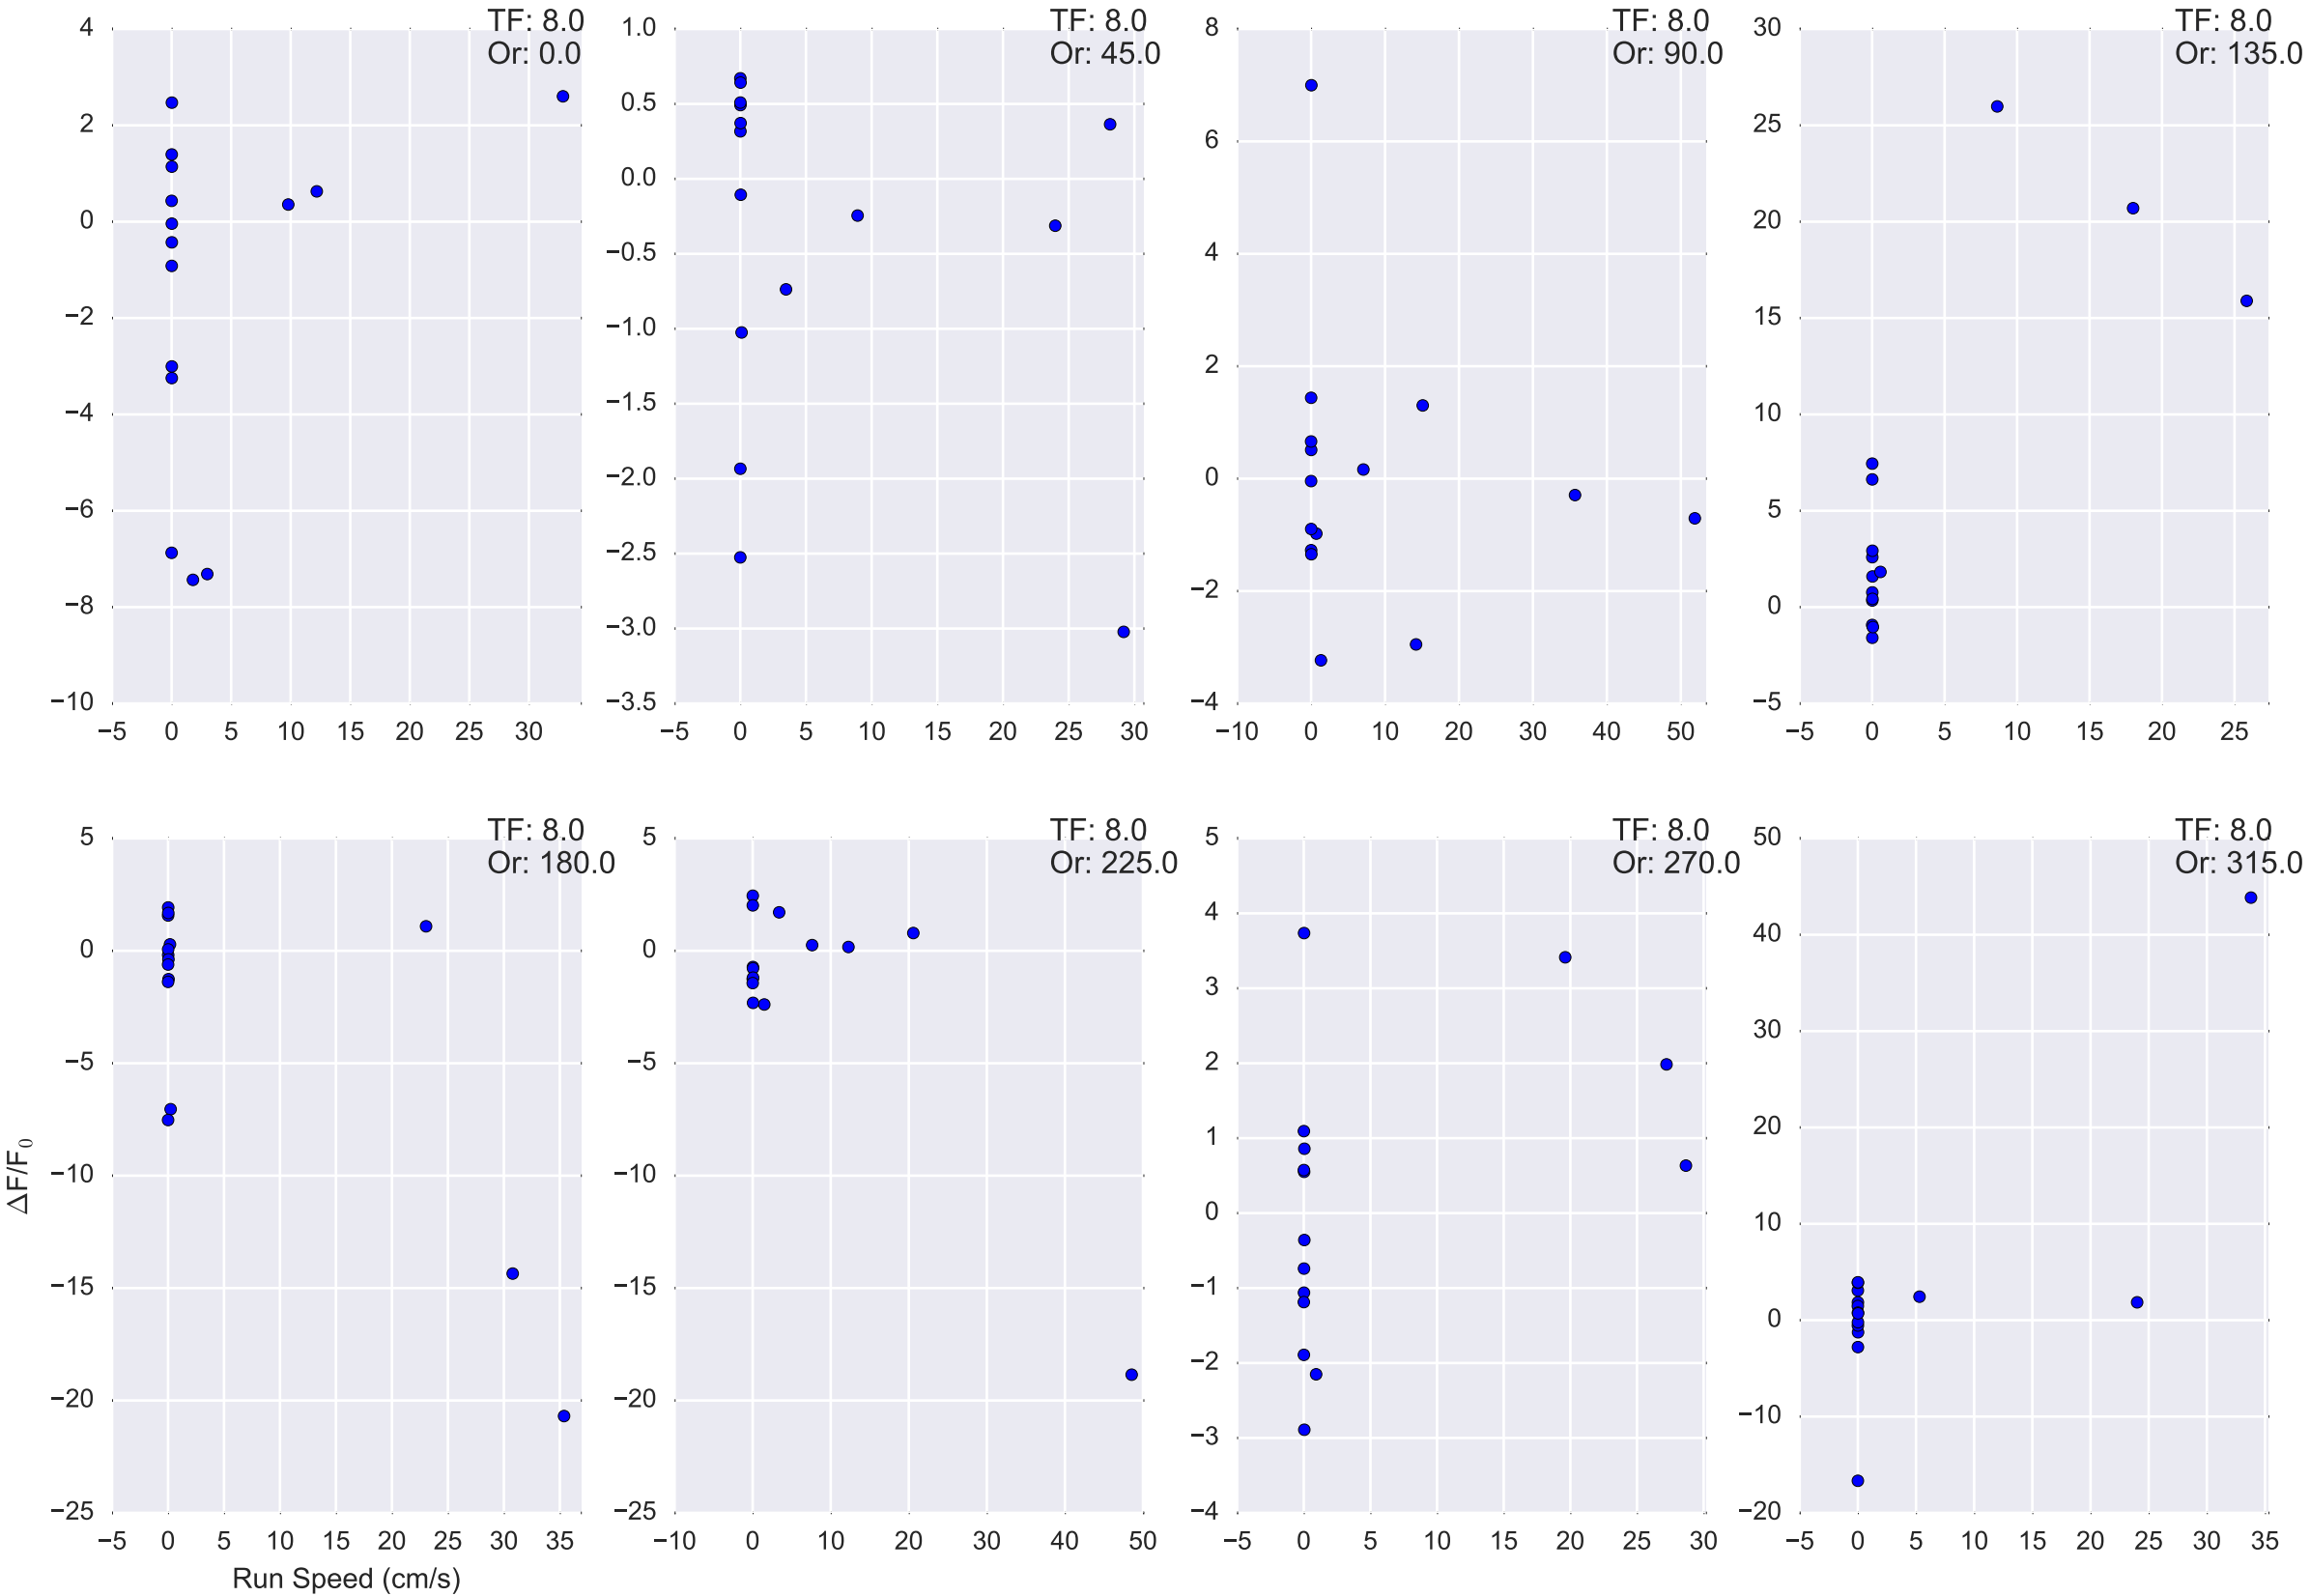 TF: 8.0
Or: 0.0
4
2
0
−2
−4
−6
−8
−10
−5 0 5 10 15 20 25 30
TF: 8.0
Or: 45.0
1.0
0.5
0.0
−0.5
−1.0
−1.5
−2.0
−2.5
−3.0
−3.5
−5 0 5 10 15 20 25 30
TF: 8.0
Or: 90.0
8
6
4
2
0
−2
−4
−10 0 10 20 30 40 50
TF: 8.0
Or: 135.0
30
25
20
15
10
5
0
−5
−5 0 5 10 15 20 25
TF: 8.0
Or: 180.0
5
0
−5
−10
−15
−20
−25
−5 0 5 10 15 20 25 30 35
ΔF/F0
Run Speed (cm/s)
TF: 8.0
Or: 225.0
5
0
−5
−10
−15
−20
−25
−10 0 10 20 30 40 50
TF: 8.0
Or: 270.0
5
4
3
2
1
0
−1
−2
−3
−4
−5 0 5 10 15 20 25 30
TF: 8.0
Or: 315.0
50
40
30
20
10
0
−10
−20
−5 0 5 10 15 20 25 30 35